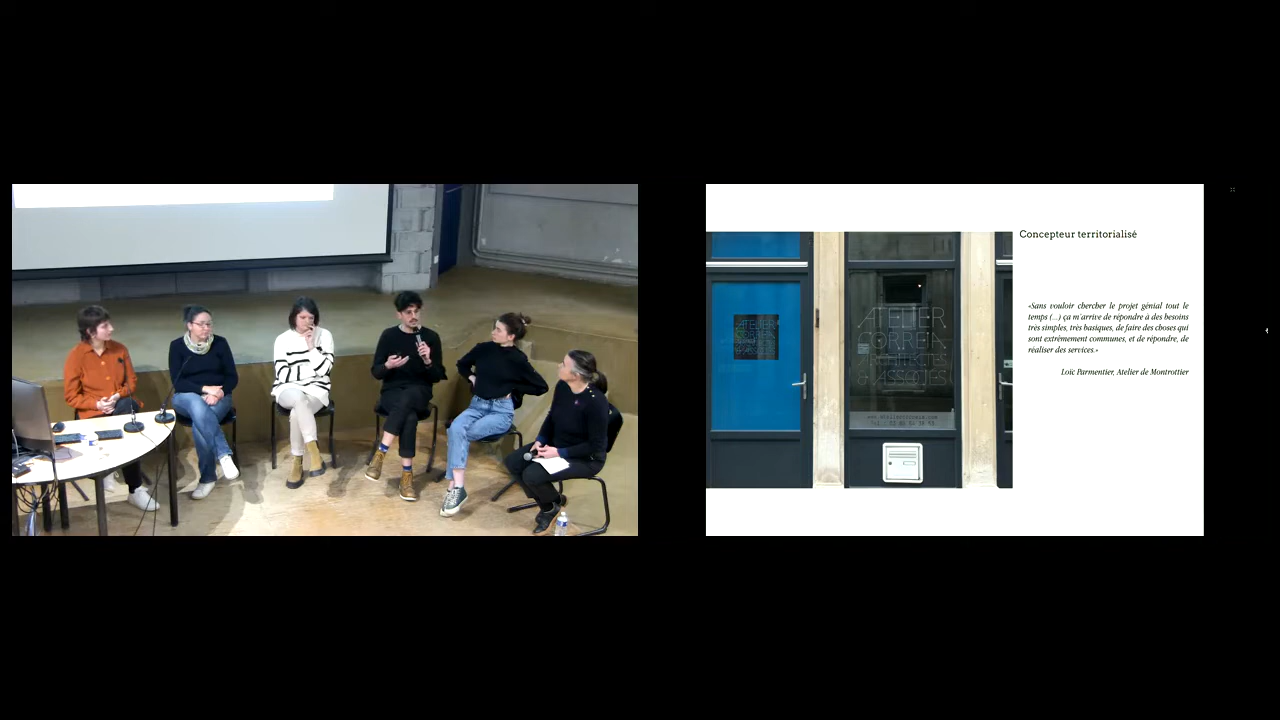 Concepteur territorialisé
«Sans vouloir chercher le projet génial tout le
temps (...) ça m'arrive de répondre à des besoins
très simples, très basiques, de faire des choses qui
sont extrêmement communes, et de répondre, de
réaliser des services.»
Loïc Parmentier, Atelier de Montrottier
ATELIER
CORREIA
ARCHITECTES
& ASSOCIES